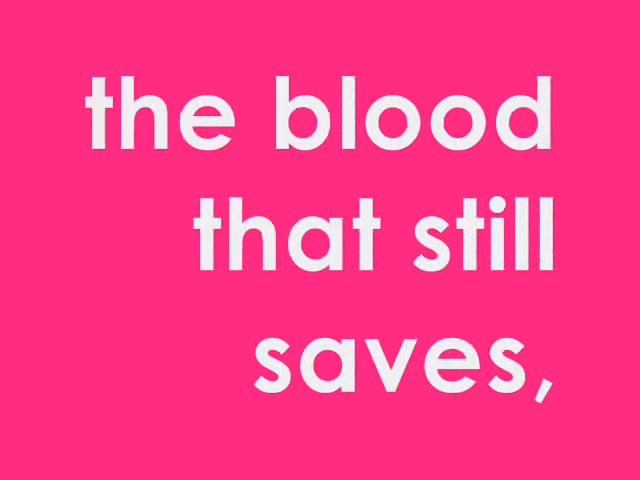 the blood
that still
saves,